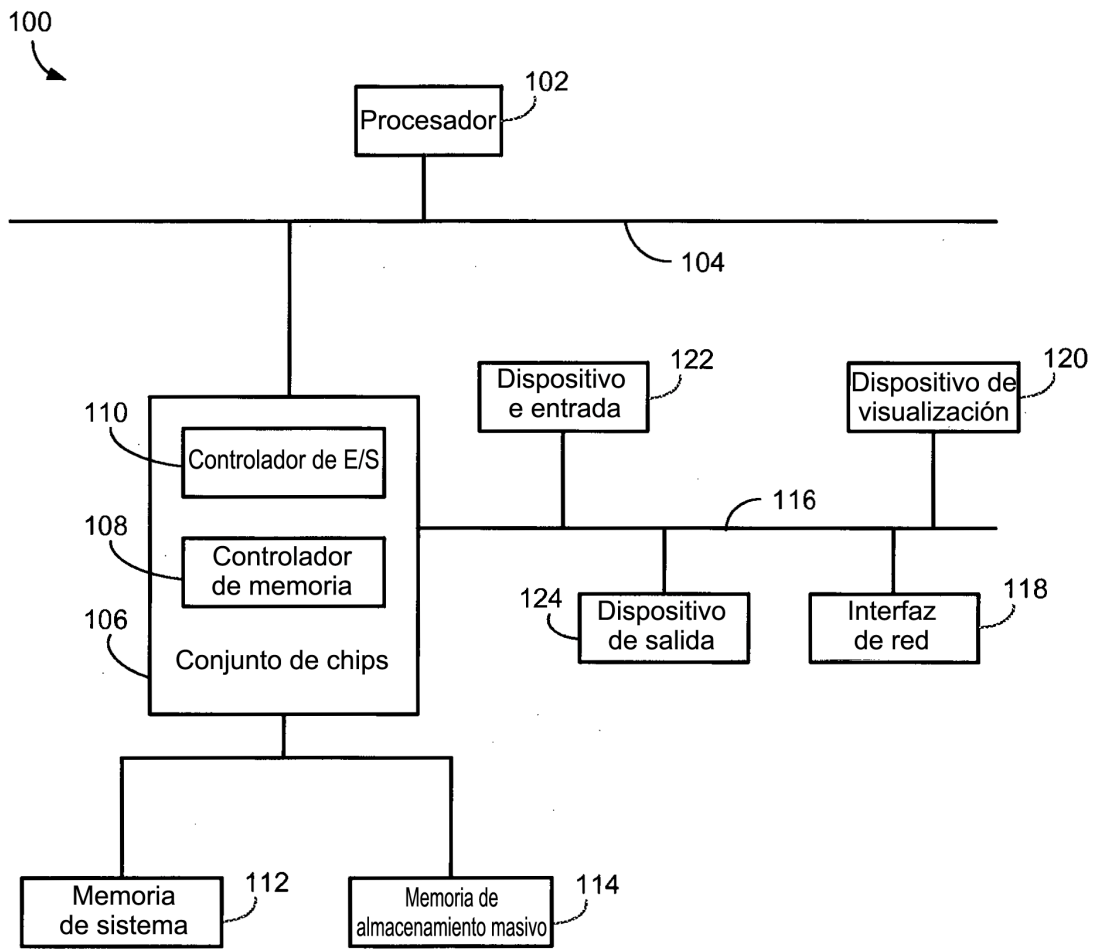 100
102
Procesador
104
122
Dispositivo
e entrada
120
Dispositivo de
visualización
110
Controlador de E/S
116
108
Controlador
de memoria
124
Dispositivo
de salida
118
Interfaz
de red
106
Conjunto de chips
112
Memoria
de sistema
114
Memoria de
almacenamiento masivo